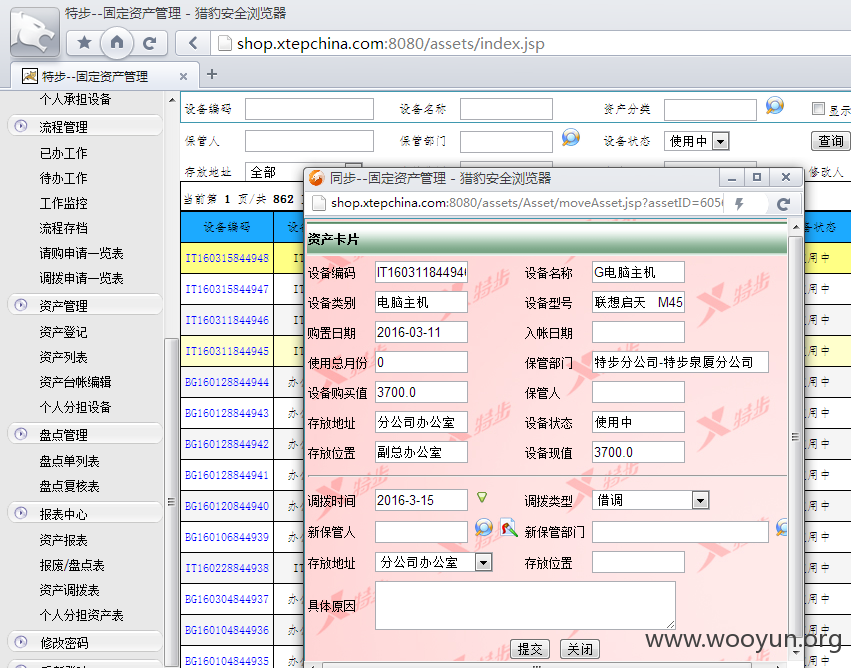 特步--固定资产管理 - 猎豹安全浏览器
shop.xtepchina.com:8080/assets/index.jsp
特步--固定资产管理 × +
个人承担设备
流程管理
已办工作
待办工作
工作监控
流程存档
请购申请一览表
调拨申请一览表
资产管理
资产登记
资产列表
资产台帐编辑
个人分担设备
盘点管理
盘点单列表
盘点复核表
报表中心
资产报表
报废/盘点表
资产调拨表
个人分担资产表
修改密码
设备编码 设备名称 资产分类 显示
保管人 保管部门 设备状态 使用中 查询
存放地址 全部 修改人
当前第 1 页/共 862
设备编码
IT160315844948
IT160315844947
IT160311844946
IT160311844945
BG160128844944
BG160128844943
BG160128844942
BG160128844941
BG160120844940
BG160106844939
IT160228844938
BG160304844937
BG160104844936
BG160104844935
同步--固定资产管理 - 猎豹安全浏览器
shop.xtepchina.com:8080/assets/Asset/moveAsset.jsp?assetID=605
资产卡片
设备编码 IT16031184494 设备名称 G电脑主机
设备类别 电脑主机 设备型号 联想启天 M45
购置日期 2016-03-11 入帐日期
使用总月份 0 保管部门 特步分公司-特步泉厦分公司
设备购买值 3700.0 保管人
存放地址 分公司办公室 设备状态 使用中
存放位置 副总办公室 设备现值 3700.0
调拨时间 2016-3-15 调拨类型 借调
新保管人 新保管部门
存放地址 分公司办公室 存放位置
具体原因
提交 关闭
特步
www.wooyun.org